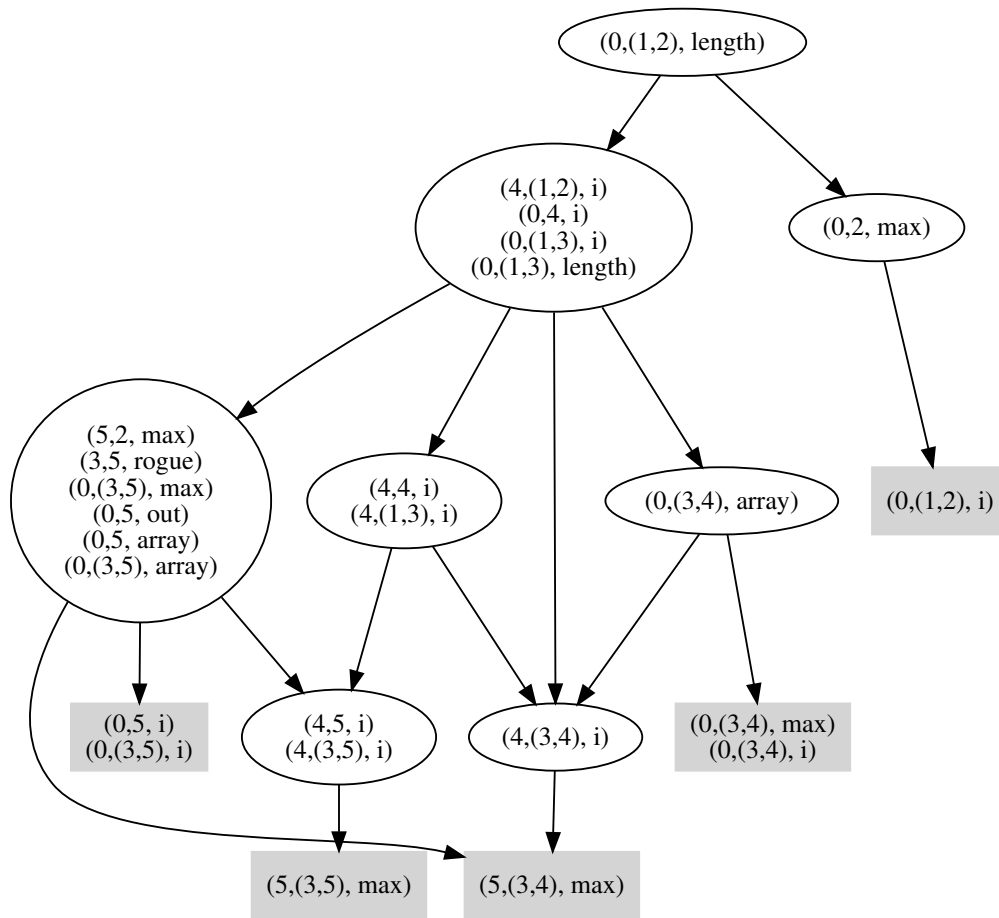 (0,(1,2), length)
(4,(1,2), i)
(0,4, i)
(0,(1,3), i)
(0,(1,3), length)
(0,2, max)
(5,2, max)
(3,5, rogue)
(0,(3,5), max)
(0,5, out)
(0,5, array)
(0,(3,5), array)
(4,4, i)
(4,(1,3), i)
(0,(3,4), array)
(0,(1,2), i)
(0,5, i)
(0,(3,5), i)
(4,5, i)
(4,(3,5), i)
(4,(3,4), i)
(0,(3,4), max)
(0,(3,4), i)
(5,(3,5), max)
(5,(3,4), max)